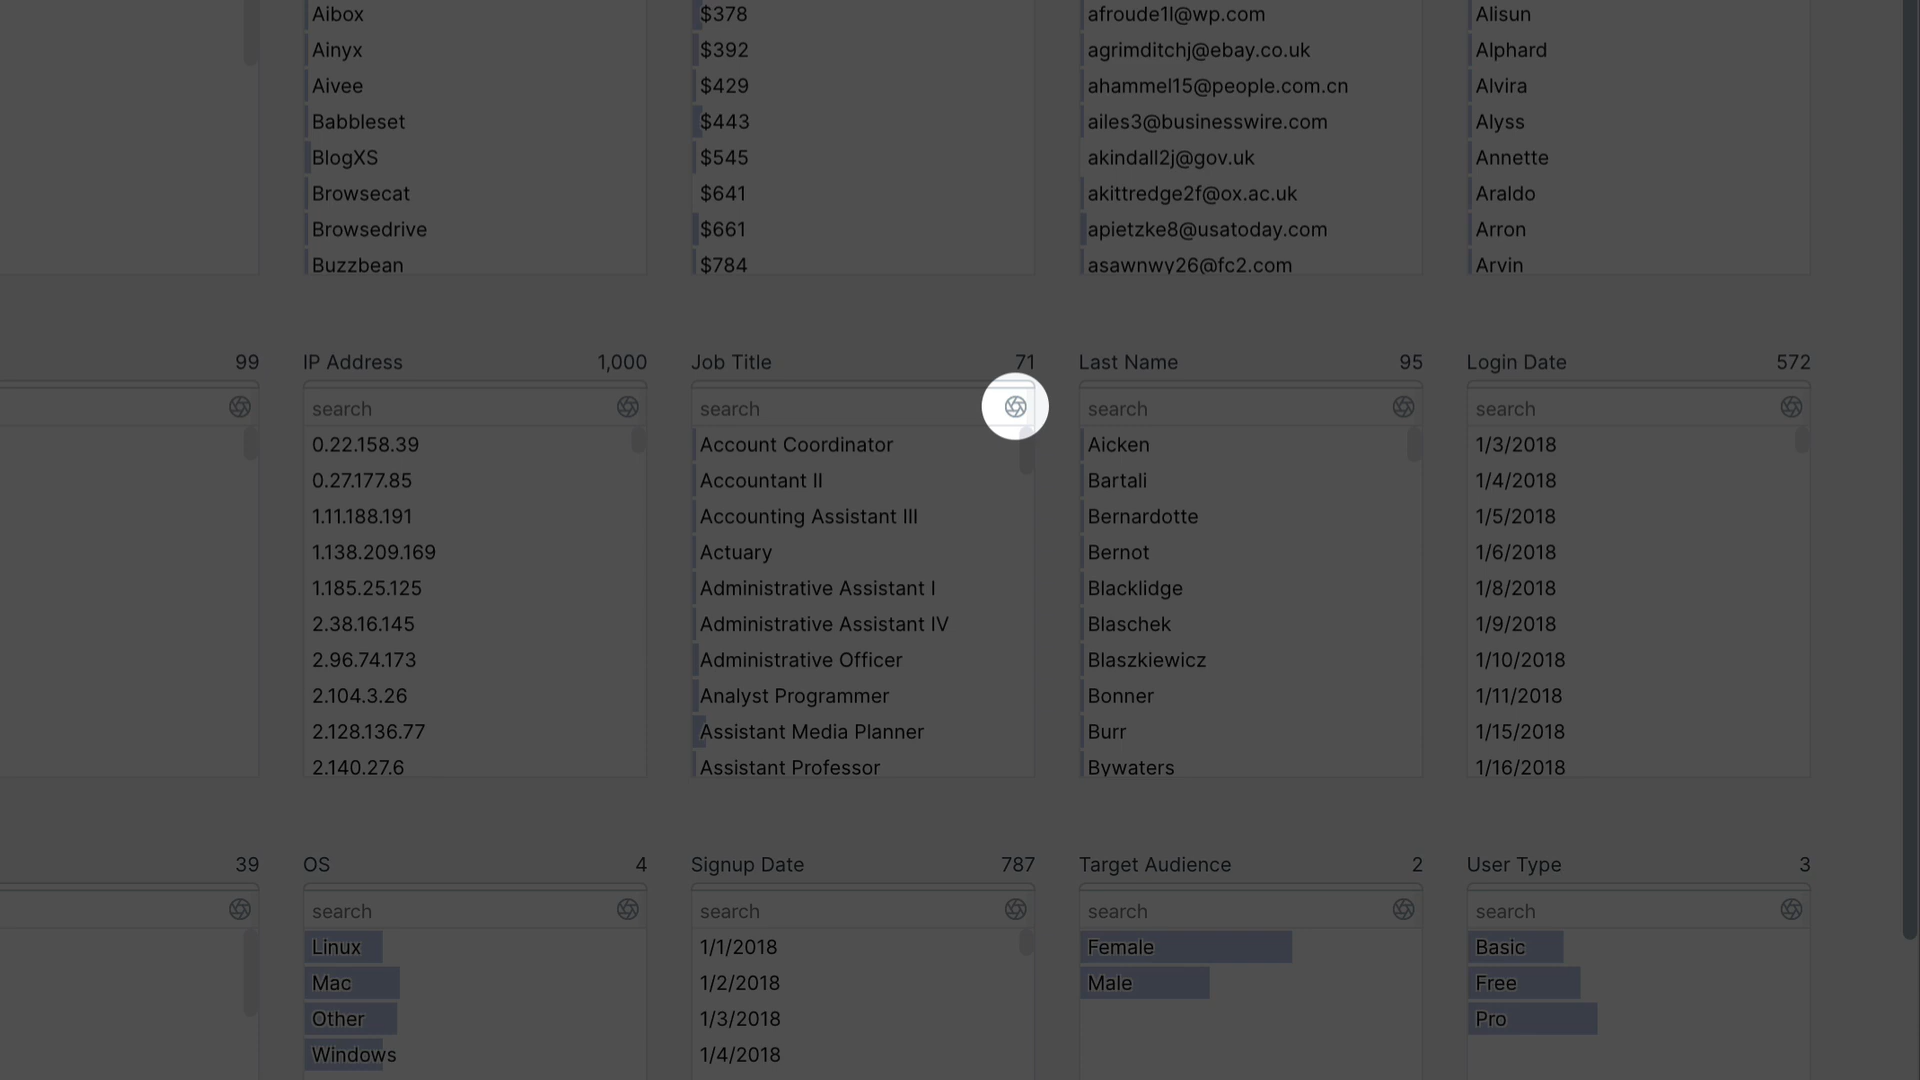 Aibox
Ainyx
Aivee
Babbleset
BlogXS
Browsecat
Browsedrive
Buzzbean
$378
$392
$429
$443
$545
$641
$661
$784
afroude1l@wp.com
agrimditchj@ebay.co.uk
ahammel15@people.com.cn
ailes3@businesswire.com
akindall2j@gov.uk
akittredge2f@ox.ac.uk
apietzke8@usatoday.com
asawnwy26@fc2.com
Alisun
Alphard
Alvira
Alyss
Annette
Araldo
Arron
Arvin
99
IP Address 1,000
search
0.22.158.39
0.27.177.85
1.11.188.191
1.138.209.169
1.185.25.125
2.38.16.145
2.96.74.173
2.104.3.26
2.128.136.77
2.140.27.6
Job Title 71
search
Account Coordinator
Accountant II
Accounting Assistant III
Actuary
Administrative Assistant I
Administrative Assistant IV
Administrative Officer
Analyst Programmer
Assistant Media Planner
Assistant Professor
Last Name 95
search
Aicken
Bartali
Bernardotte
Bernot
Blacklidge
Blaschek
Blaszkiewicz
Bonner
Burr
Bywaters
Login Date 572
search
1/3/2018
1/4/2018
1/5/2018
1/6/2018
1/8/2018
1/9/2018
1/10/2018
1/11/2018
1/15/2018
1/16/2018
39
OS 4
search
Linux
Mac
Other
Windows
Signup Date 787
search
1/1/2018
1/2/2018
1/3/2018
1/4/2018
Target Audience 2
search
Female
Male
User Type 3
search
Basic
Free
Pro